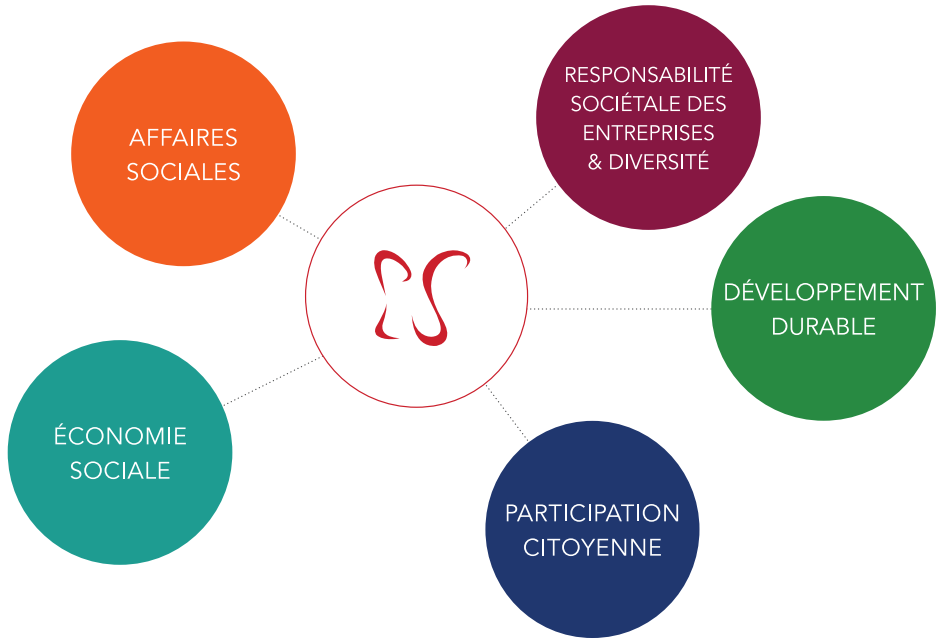 AFFAIRES
SOCIALES
RESPONSABILITÉ
SOCIÉTALE DES
ENTREPRISES
& DIVERSITÉ
DÉVELOPPEMENT
DURABLE
ÉCONOMIE
SOCIALE
PARTICIPATION
CITOYENNE